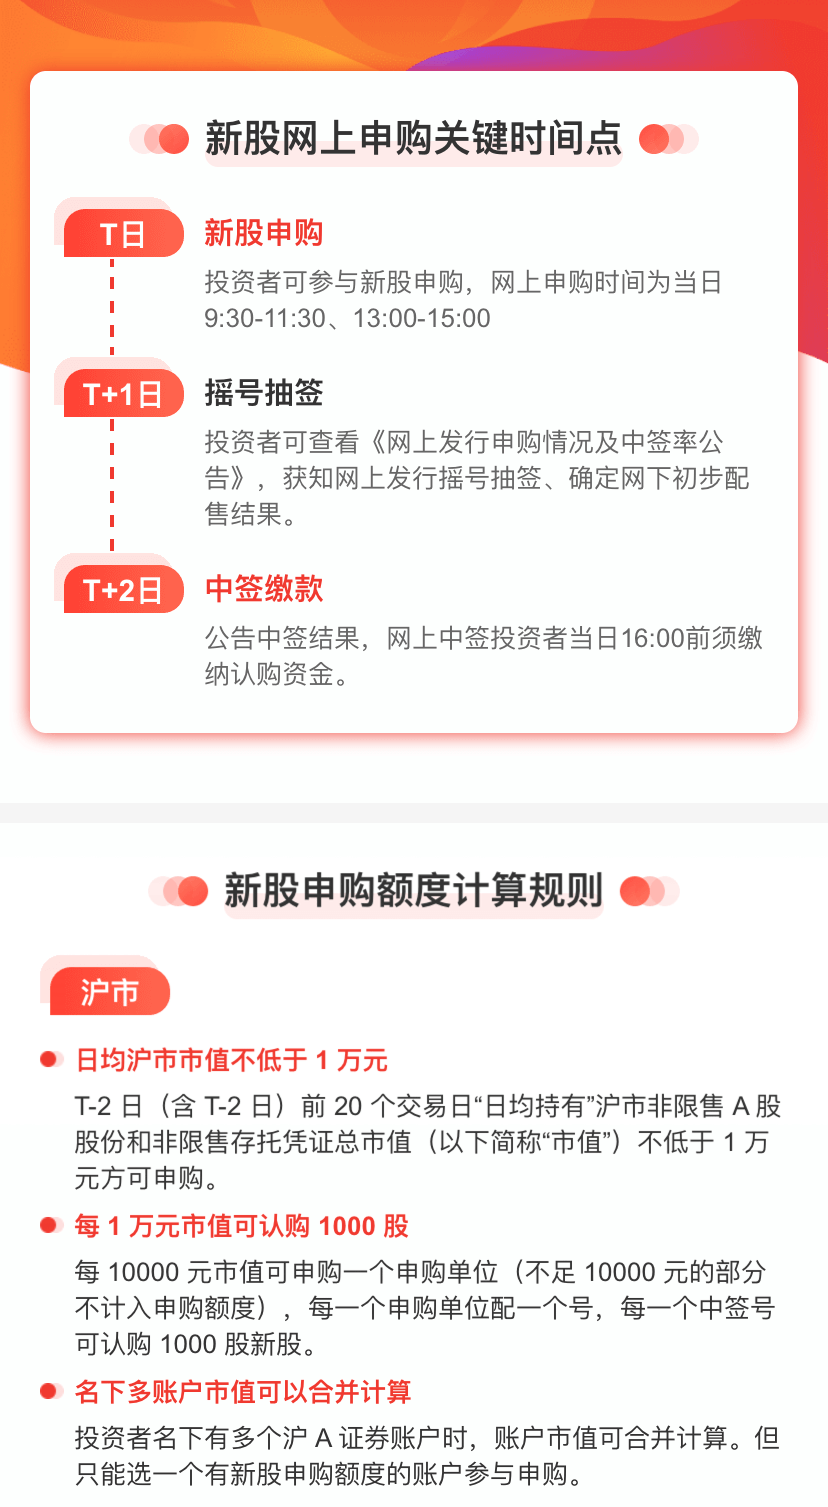 新股网上申购关键时间点
T日
新股申购
投资者可参与新股申购，网上申购时间为当日
9:30-11:30、13:00-15:00
T+1日
摇号抽签
投资者可查看《网上发行申购情况及中签率公
告》，获知网上发行摇号抽签、确定网下初步配
售结果。
T+2日
中签缴款
公告中签结果，网上中签投资者当日16:00前须缴
纳认购资金。
新股申购额度计算规则
沪市
日均沪市市值不低于 1 万元
T-2 日（含 T-2 日）前 20 个交易日“日均持有”沪市非限售 A 股
股份和非限售存托凭证总市值（以下简称“市值”）不低于 1 万
元方可申购。
每 1 万元市值可认购 1000 股
每 10000 元市值可申购一个申购单位（不足 10000 元的部分
不计入申购额度），每一个申购单位配一个号，每一个中签号
可认购 1000 股新股。
名下多账户市值可以合并计算
投资者名下有多个沪 A 证券账户时，账户市值可合并计算。但
只能选一个有新股申购额度的账户参与申购。